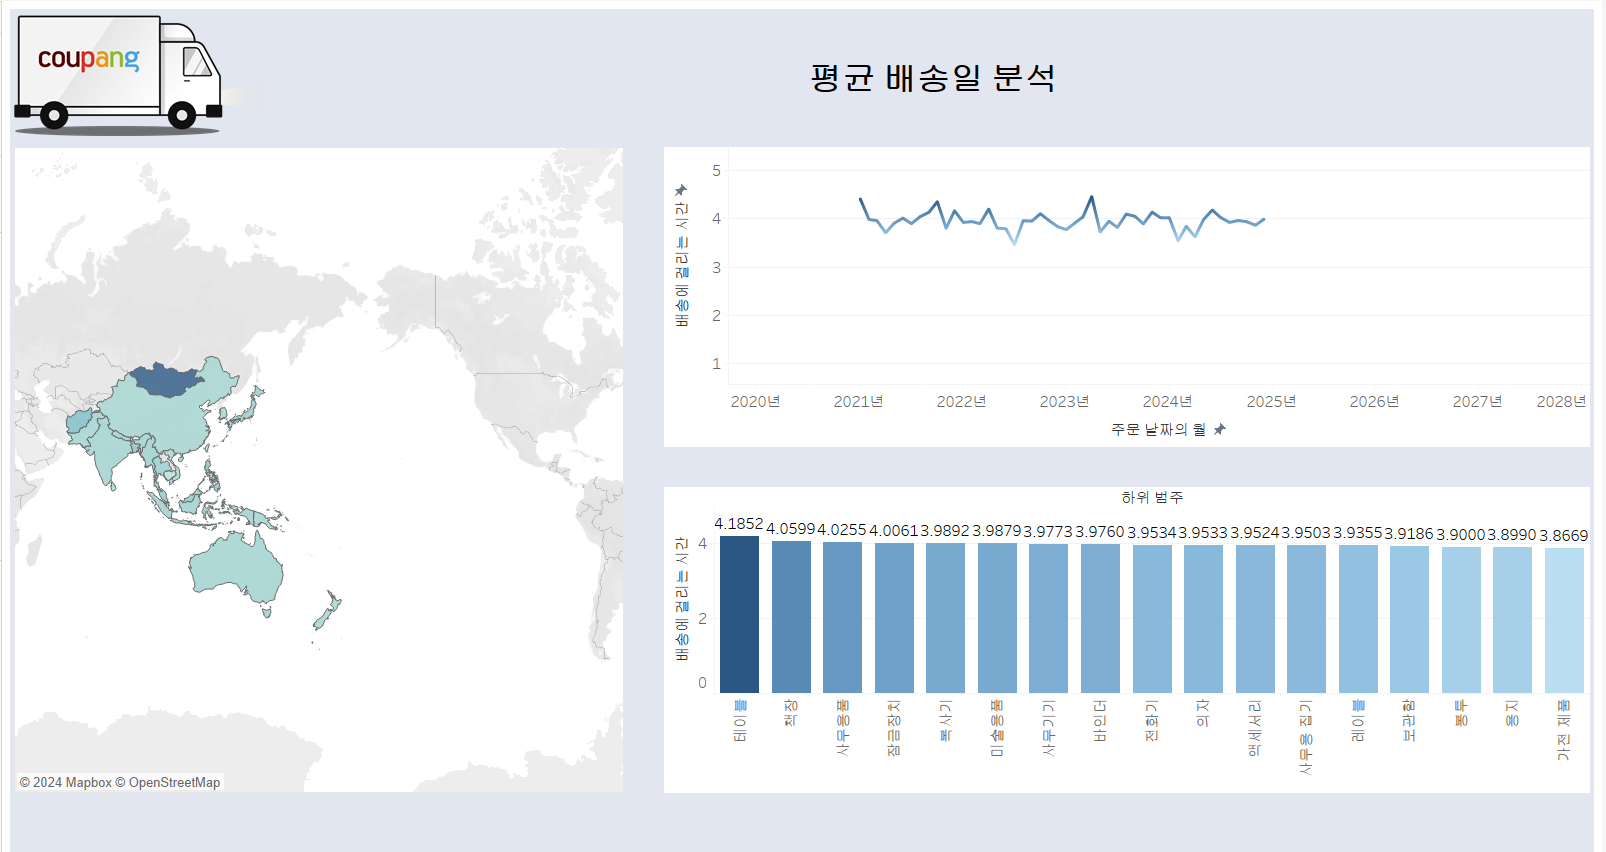 coupang
평균 배송일 분석
© 2024 Mapbox © OpenStreetMap
배송에 걸리는 시간
5
4
3
2
1
2020년 2021년 2022년 2023년 2024년 2025년 2026년 2027년 2028년
주문 날짜의 월
하위 범주
배송에 걸리는 시간
4.1852 4.0599 4.0255 4.0061 3.9892 3.9879 3.9773 3.9760 3.9534 3.9533 3.9524 3.9503 3.9355 3.9186 3.9000 3.8990 3.8669
4
2
0
테이블 책장 사무용품 잠금장치 복사기 미술용품 사무기기 바인더 전화기 의자 액세서리 사무용 집기 레이블 보관함 봉투 용지 가전 제품